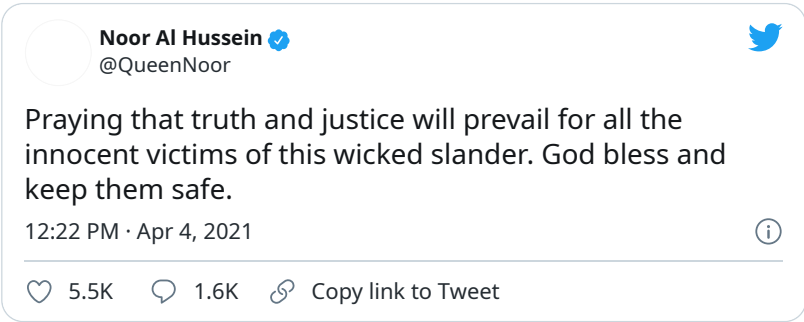 Noor Al Hussein
@QueenNoor
Praying that truth and justice will prevail for all the
innocent victims of this wicked slander. God bless and
keep them safe.
12:22 PM · Apr 4, 2021
5.5K 1.6K Copy link to Tweet